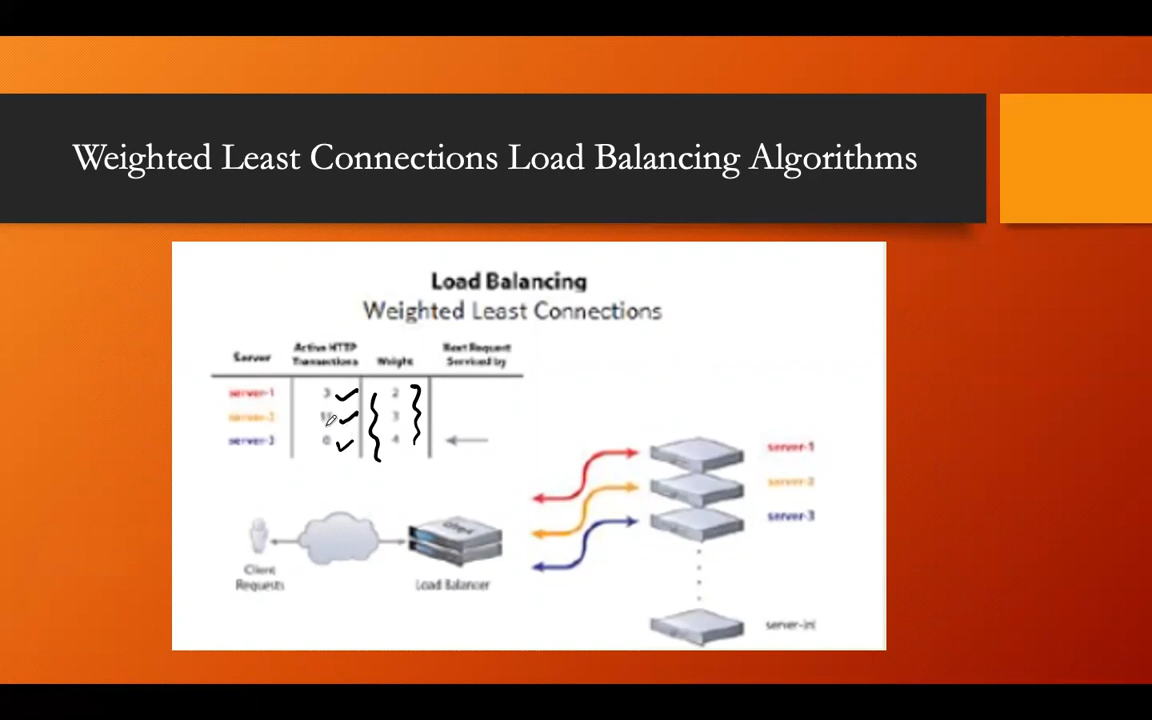 Weighted Least Connections Load Balancing Algorithms
Load Balancing
Weighted Least Connections
Server Active HTTP Transactions Weight Next Request Serviced by
server-1 3 2
server-2 3
server-3 0 4
server-1
server-2
server-3
Client
Requests
Load Balancer